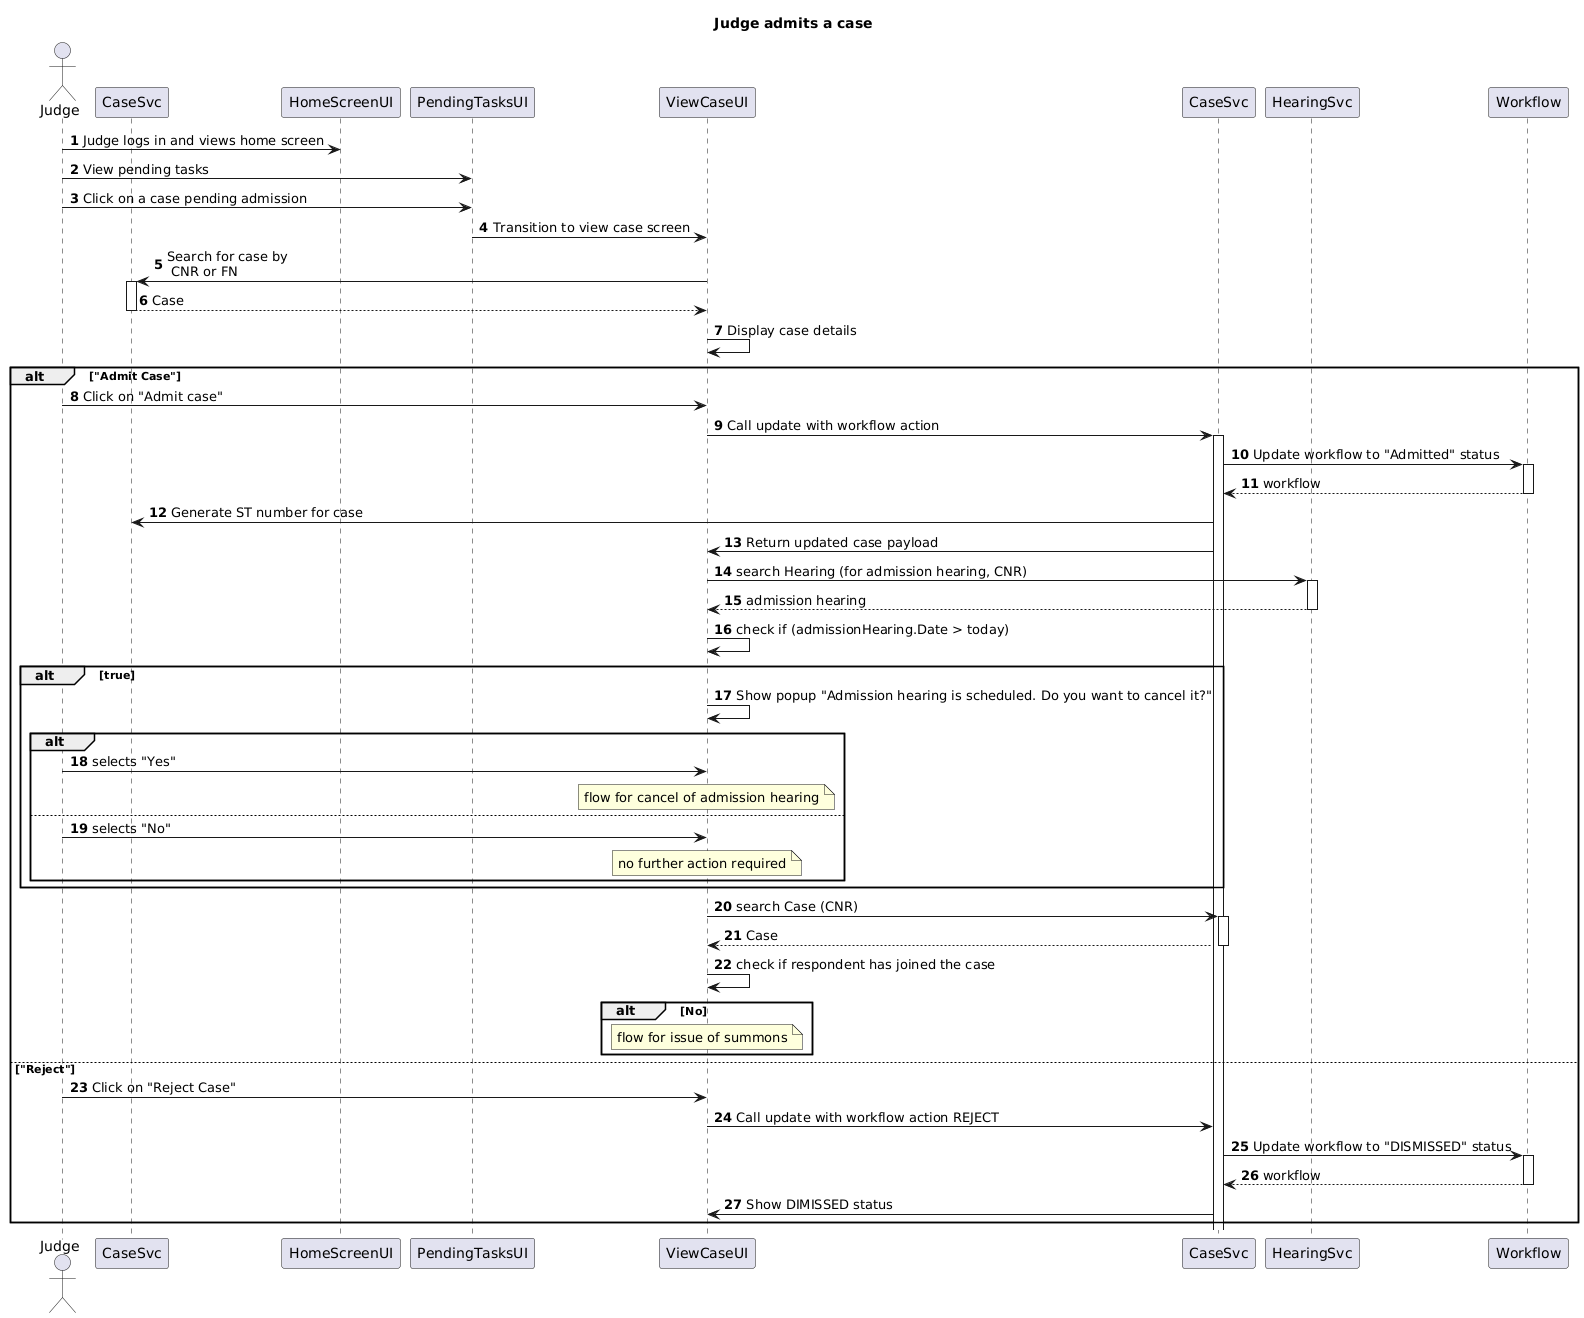 Judge admits a case
Judge
CaseSvc
HomeScreenUI
PendingTasksUI
ViewCaseUI
CaseSvc
HearingSvc
Workflow
1 Judge logs in and views home screen
2 View pending tasks
3 Click on a case pending admission
4 Transition to view case screen
5 Search for case by
CNR or FN
6 Case
7 Display case details
alt ["Admit Case"]
8 Click on "Admit case"
9 Call update with workflow action
10 Update workflow to "Admitted" status
11 workflow
12 Generate ST number for case
13 Return updated case payload
14 search Hearing (for admission hearing, CNR)
15 admission hearing
16 check if (admissionHearing.Date > today)
alt [true]
17 Show popup "Admission hearing is scheduled. Do you want to cancel it?"
alt
18 selects "Yes"
flow for cancel of admission hearing
19 selects "No"
no further action required
20 search Case (CNR)
21 Case
22 check if respondent has joined the case
alt [No]
flow for issue of summons
["Reject"]
23 Click on "Reject Case"
24 Call update with workflow action REJECT
25 Update workflow to "DISMISSED" status
26 workflow
27 Show DIMISSED status
Judge
CaseSvc
HomeScreenUI
PendingTasksUI
ViewCaseUI
CaseSvc
HearingSvc
Workflow